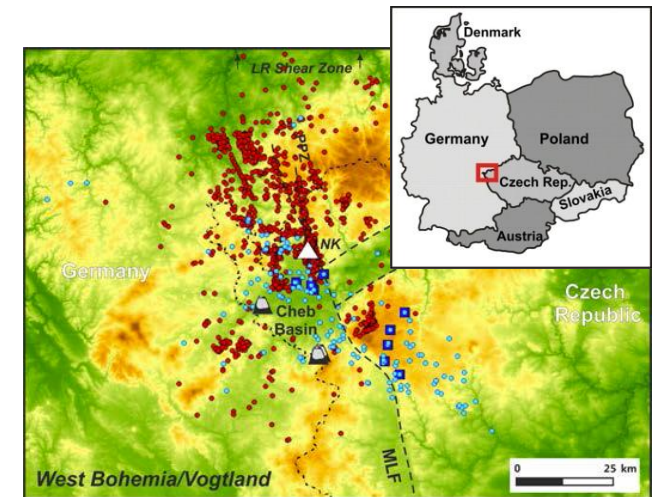 Denmark
Germany
Poland
Czech Rep.
Slovakia
Austria
LR Shear Zone
PPZ
NK
Germany
Cheb
Basin
Czech
Republic
MLF
West Bohemia/Vogtland
0 25 km